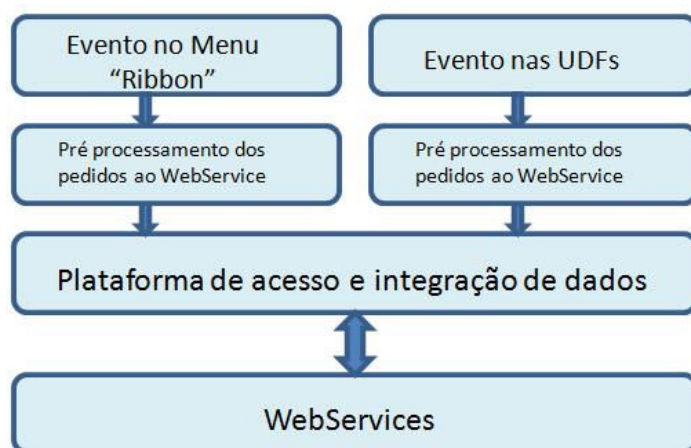 Evento no Menu
“Ribbon”
Evento nas UDFs
Pré processamento dos
pedidos ao WebService
Pré processamento dos
pedidos ao WebService
Plataforma de acesso e integração de dados
WebServices